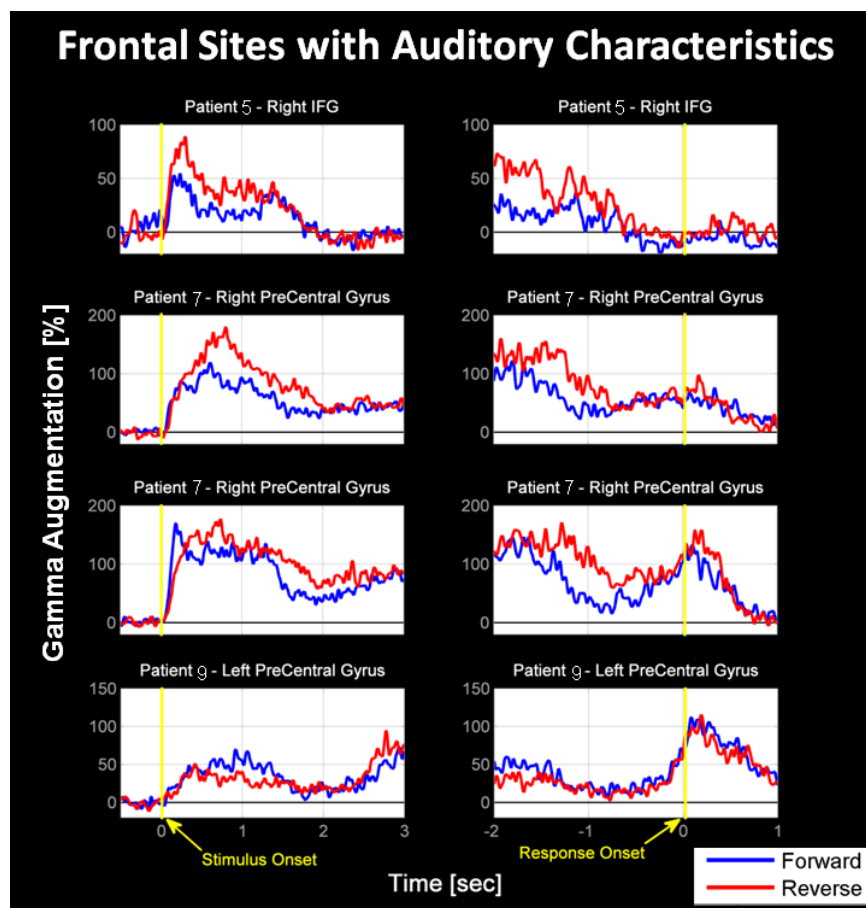 Frontal Sites with Auditory Characteristics
Patient 5 - Right IFG
Patient 5 - Right IFG
100
50
0
100
50
0
Patient 7 - Right PreCentral Gyrus
Patient 7 - Right PreCentral Gyrus
200
100
0
200
100
0
Patient 7 - Right PreCentral Gyrus
Patient 7 - Right PreCentral Gyrus
200
100
0
200
100
0
Patient 9 - Left PreCentral Gyrus
Patient 9 - Left PreCentral Gyrus
150
100
50
0
150
100
50
0
0 1 2 3
-2 -1 0 1
Gamma Augmentation [%]
Stimulus Onset
Response Onset
Time [sec]
Forward
Reverse